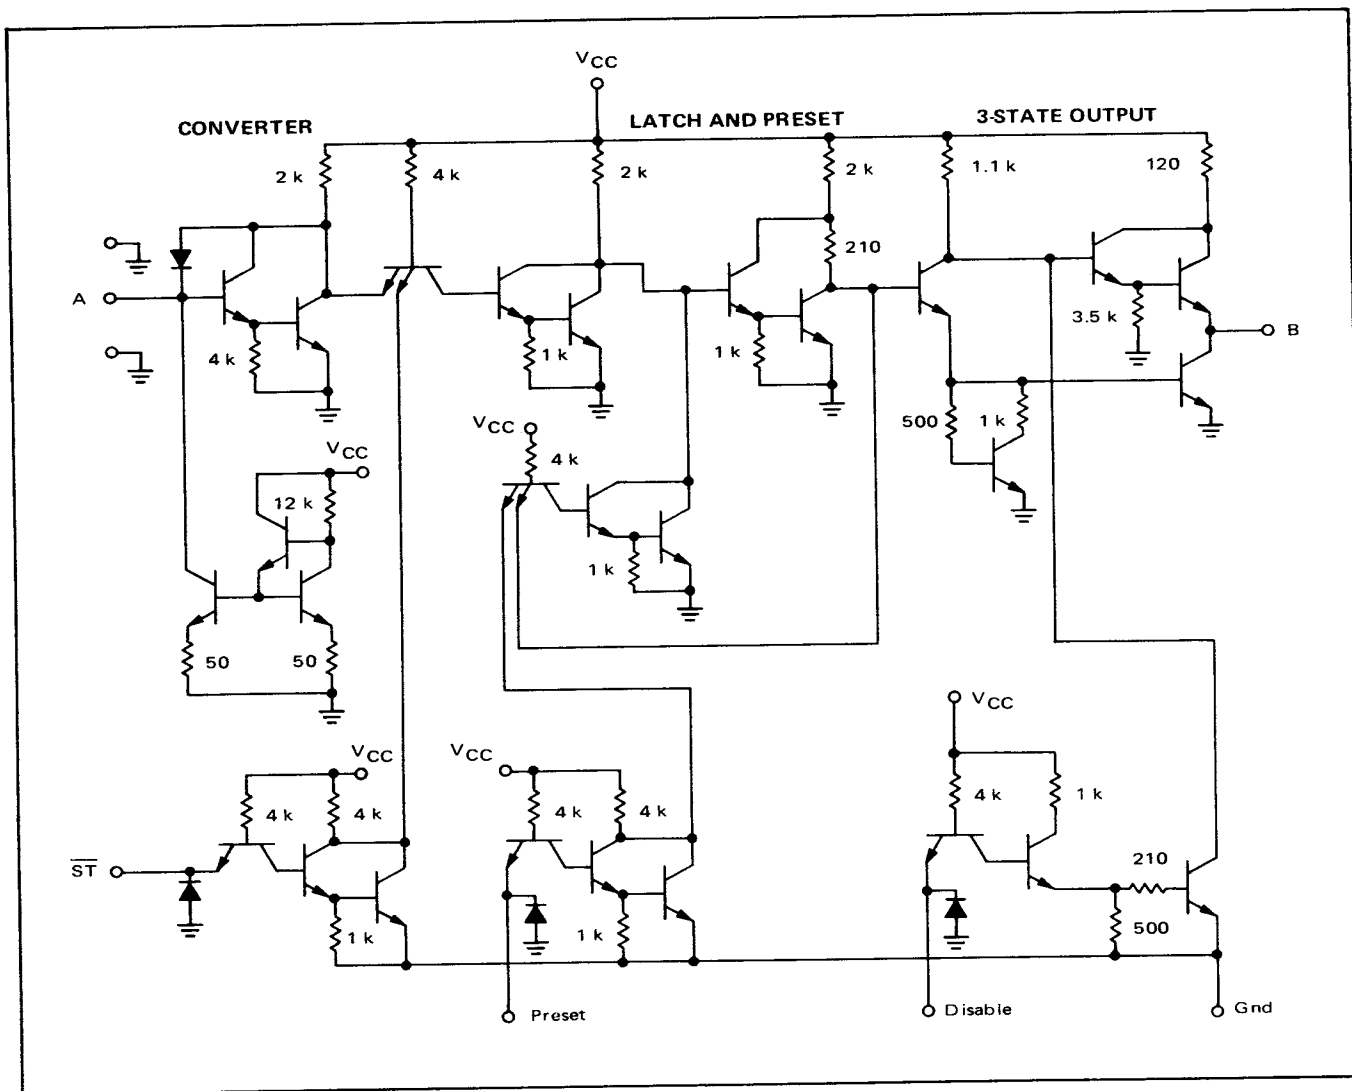 VCC
CONVERTER
LATCH AND PRESET
3-STATE OUTPUT
2 k
4 k
2 k
2 k
1.1 k
120
210
A
B
4 k
1 k
1 k
3.5 k
500
1 k
VCC
4 k
VCC
12 k
1 k
50
50
VCC
VCC
VCC
4 k
4 k
4 k
4 k
4 k
1 k
ST
210
1 k
1 k
500
Preset
Disable
Gnd